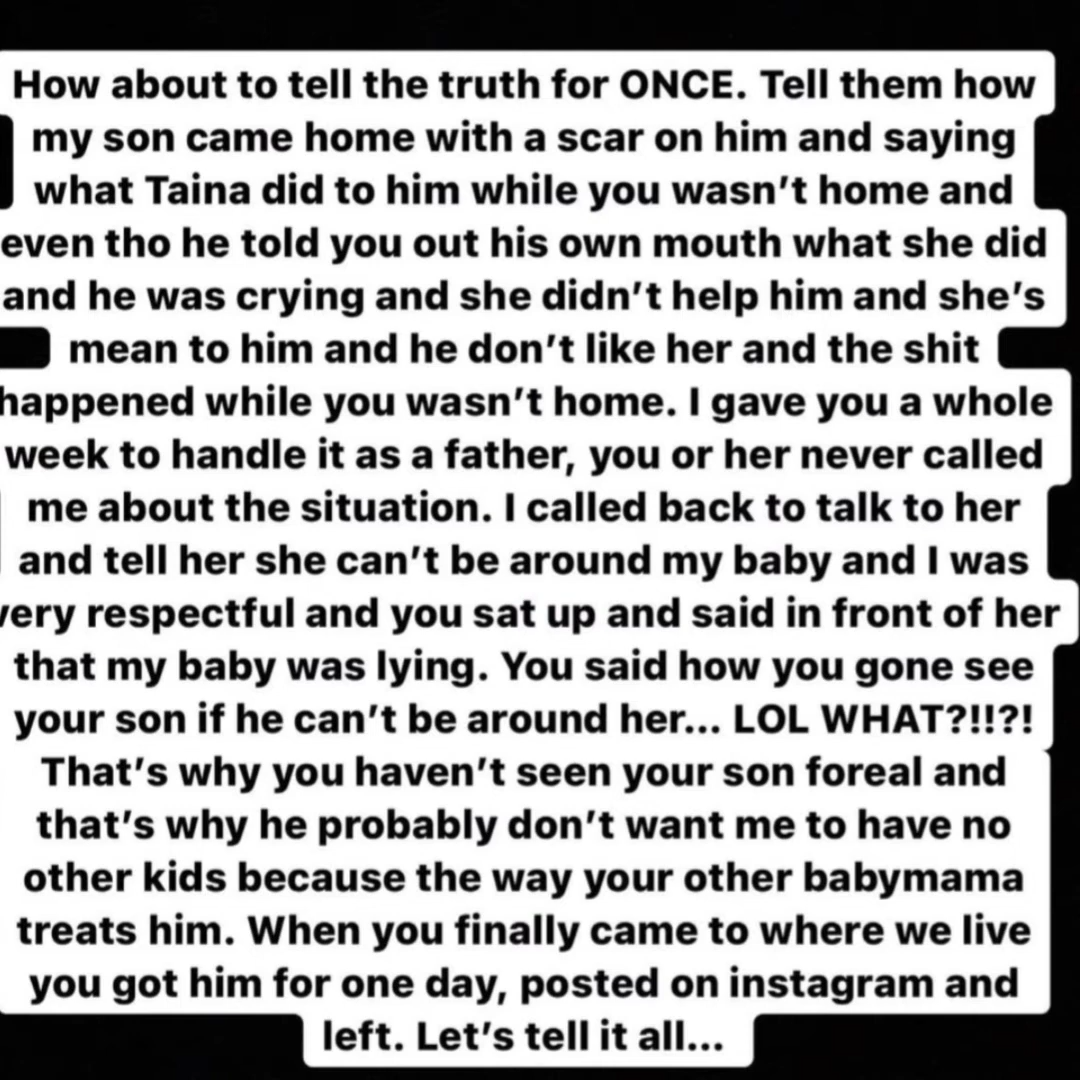 How about to tell the truth for ONCE. Tell them how
my son came home with a scar on him and saying
what Taina did to him while you wasn’t home and
even tho he told you out his own mouth what she did
and he was crying and she didn’t help him and she’s
mean to him and he don’t like her and the shit
happened while you wasn’t home. I gave you a whole
week to handle it as a father, you or her never called
me about the situation. I called back to talk to her
and tell her she can’t be around my baby and I was
very respectful and you sat up and said in front of her
that my baby was lying. You said how you gone see
your son if he can’t be around her... LOL WHAT?!!?!
That’s why you haven’t seen your son foreal and
that’s why he probably don’t want me to have no
other kids because the way your other babymama
treats him. When you finally came to where we live
you got him for one day, posted on instagram and
left. Let’s tell it all...